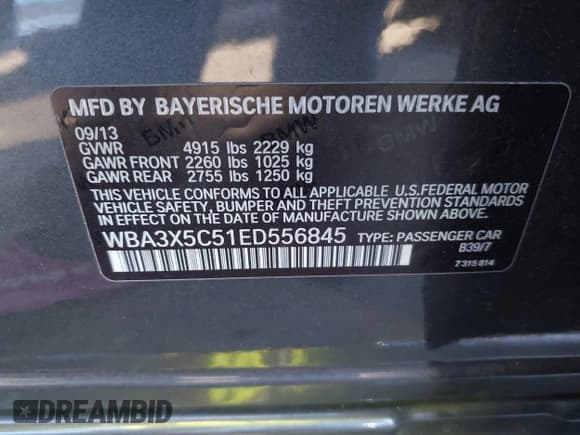 MFD BY BAYERISCHE MOTOREN WERKE AG
09/13
GVWR 4915 lbs 2229 kg
GAWR FRONT 2260 lbs 1025 kg
GAWR REAR 2755 lbs 1250 kg
THIS VEHICLE CONFORMS TO ALL APPLICABLE U.S.FEDERAL MOTOR
VEHICLE SAFETY, BUMPER AND THEFT PREVENTION STANDARDS
IN EFFECT ON THE DATE OF MANUFACTURE SHOWN ABOVE.
WBA3X5C51ED556845 TYPE: PASSENGER CAR
B39/7
7315814
DREAMBID